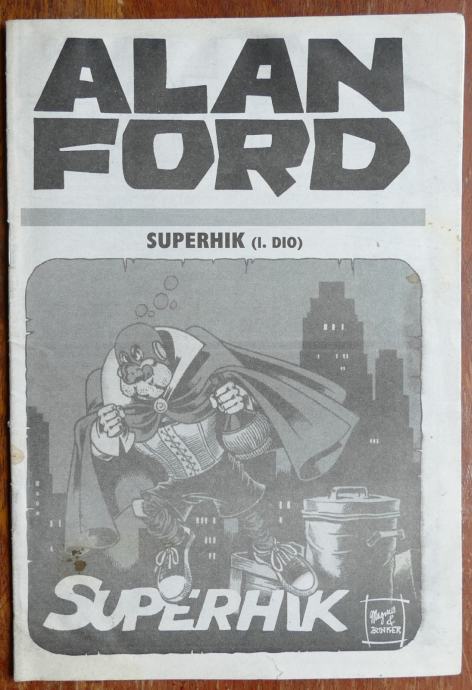 ALAN
FORD
SUPERHIK (I. DIO)
SUPERHIK
Magnus
&
BUNKER